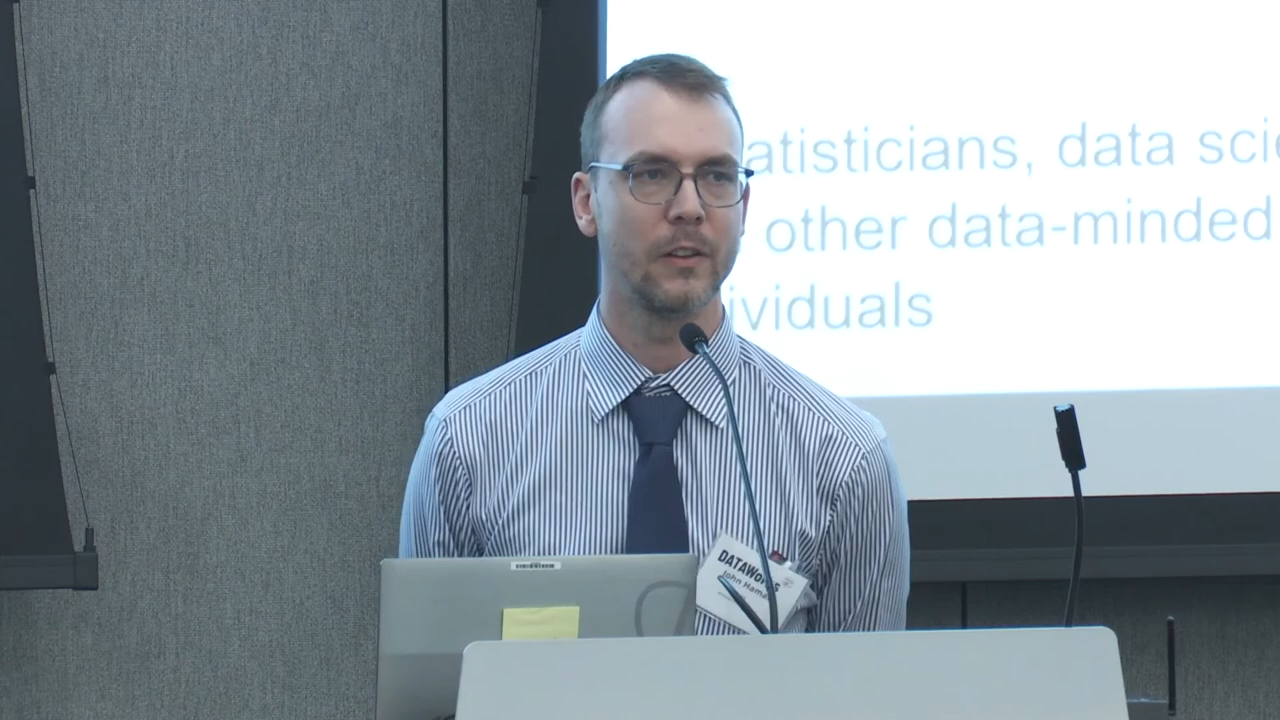 atisticians, data sci
other data-minded
ividuals
DATAWorks
John Hama